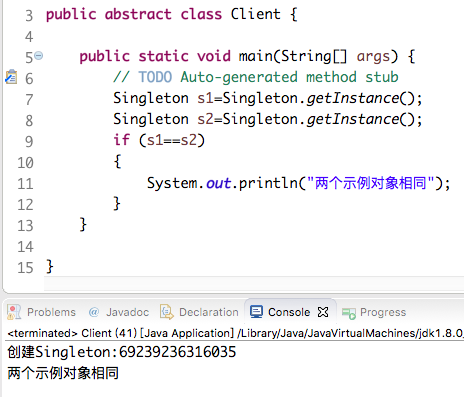 3 public abstract class Client {
4
5 public static void main(String[] args) {
6 // TODO Auto-generated method stub
7 Singleton s1=Singleton.getInstance();
8 Singleton s2=Singleton.getInstance();
9 if (s1==s2)
10 {
11 System.out.println("两个示例对象相同");
12 }
13 }
14
15 }
Problems @ Javadoc Declaration Console Progress
<terminated> Client (41) [Java Application] /Library/Java/JavaVirtualMachines/jdk1.8.0_
创建Singleton:69239236316035
两个示例对象相同